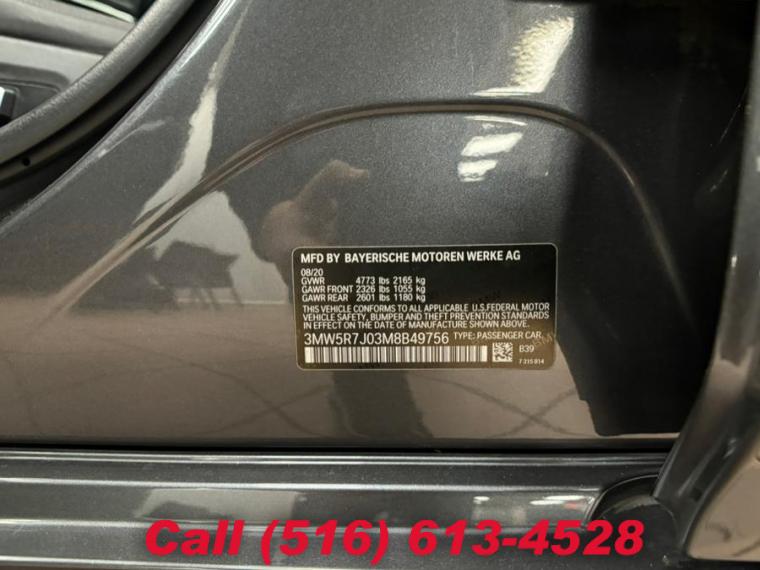 MFD BY BAYERISCHE MOTOREN WERKE AG
08/20
GVWR 4773 lbs 2165 kg
GAWR FRONT 2326 lbs 1055 kg
GAWR REAR 2601 lbs 1180 kg
THIS VEHICLE CONFORMS TO ALL APPLICABLE U.S.FEDERAL MOTOR
VEHICLE SAFETY, BUMPER AND THEFT PREVENTION STANDARDS
IN EFFECT ON THE DATE OF MANUFACTURE SHOWN ABOVE.
3MW5R7J03M8B49756 TYPE: PASSENGER CAR
B39
7 315 814
Call (516) 613-4528